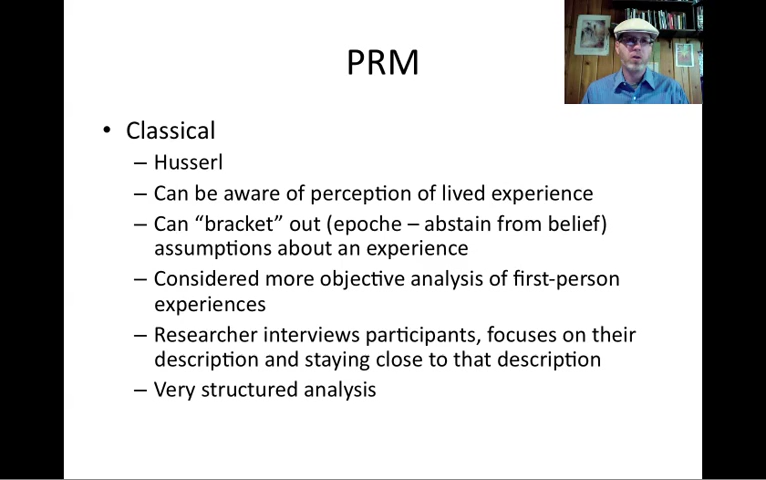 PRM
• Classical
– Husserl
– Can be aware of perception of lived experience
– Can “bracket” out (epoche – abstain from belief)
assumptions about an experience
– Considered more objective analysis of first-person
experiences
– Researcher interviews participants, focuses on their
description and staying close to that description
– Very structured analysis